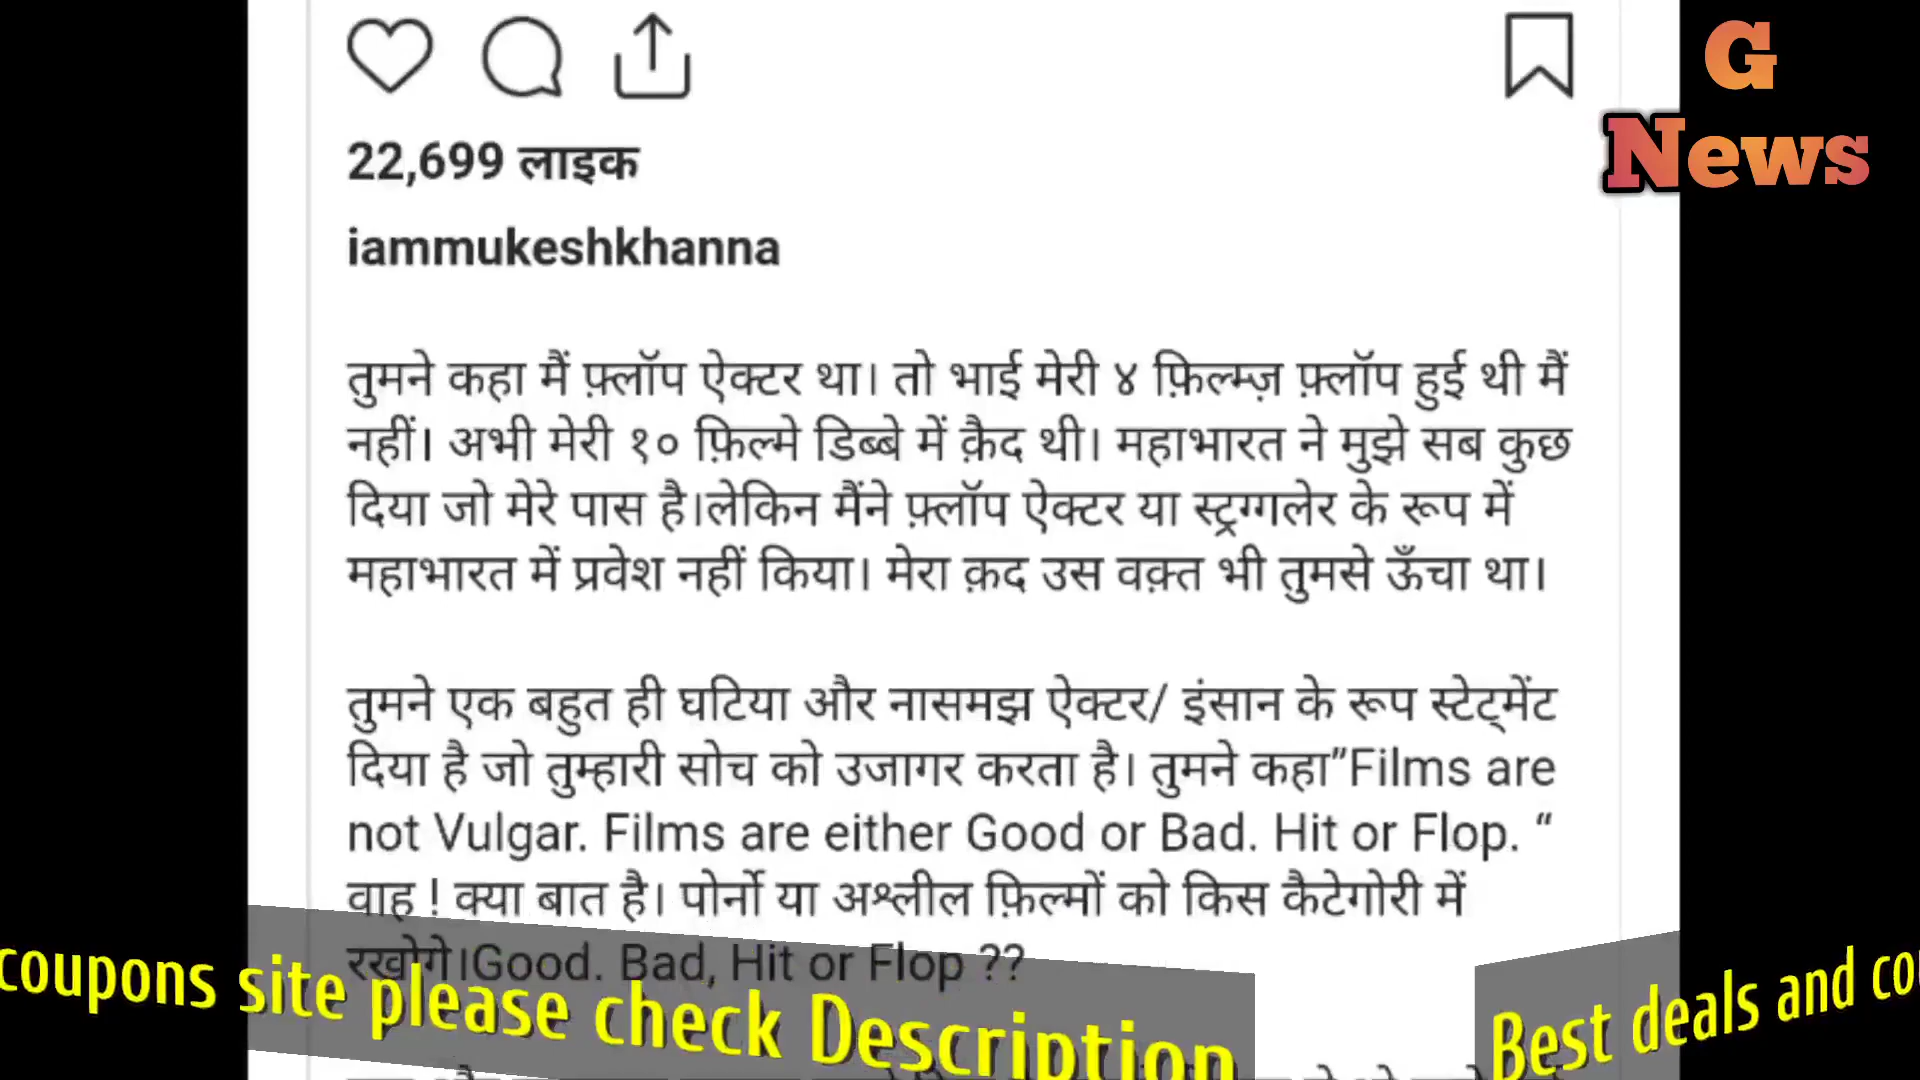 G
News
22,699 लाइक
iammukeshkhanna
तुमने कहा मैं फ़्लॉप ऐक्टर था। तो भाई मेरी ४ फ़िल्म्ज़ फ़्लॉप हुई थी मैं
नहीं। अभी मेरी १० फ़िल्मे डिब्बे में क़ैद थी। महाभारत ने मुझे सब कुछ
दिया जो मेरे पास है।लेकिन मैंने फ़्लॉप ऐक्टर या स्ट्रग्गलेर के रूप में
महाभारत में प्रवेश नहीं किया। मेरा क़द उस वक़्त भी तुमसे ऊँचा था।
तुमने एक बहुत ही घटिया और नासमझ ऐक्टर/ इंसान के रूप स्टेट्मेंट
दिया है जो तुम्हारी सोच को उजागर करता है। तुमने कहा”Films are
not Vulgar. Films are either Good or Bad. Hit or Flop. “
वाह ! क्या बात है। पोर्नो या अश्लील फ़िल्मों को किस कैटेगोरी में
रखोगे।Good. Bad, Hit or Flop ??
coupons site please check Description
Best deals and